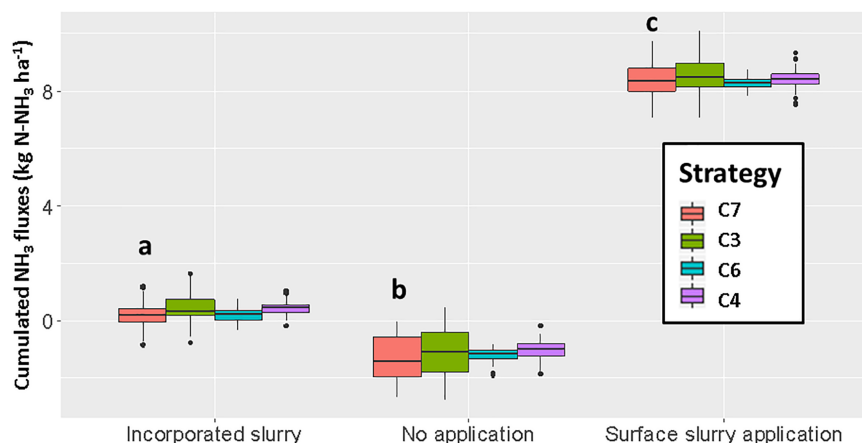 Cumulated NH₃ fluxes (kg N-NH₃ ha⁻¹)
8
4
0
a
b
c
Strategy
C7
C3
C6
C4
Incorporated slurry
No application
Surface slurry application